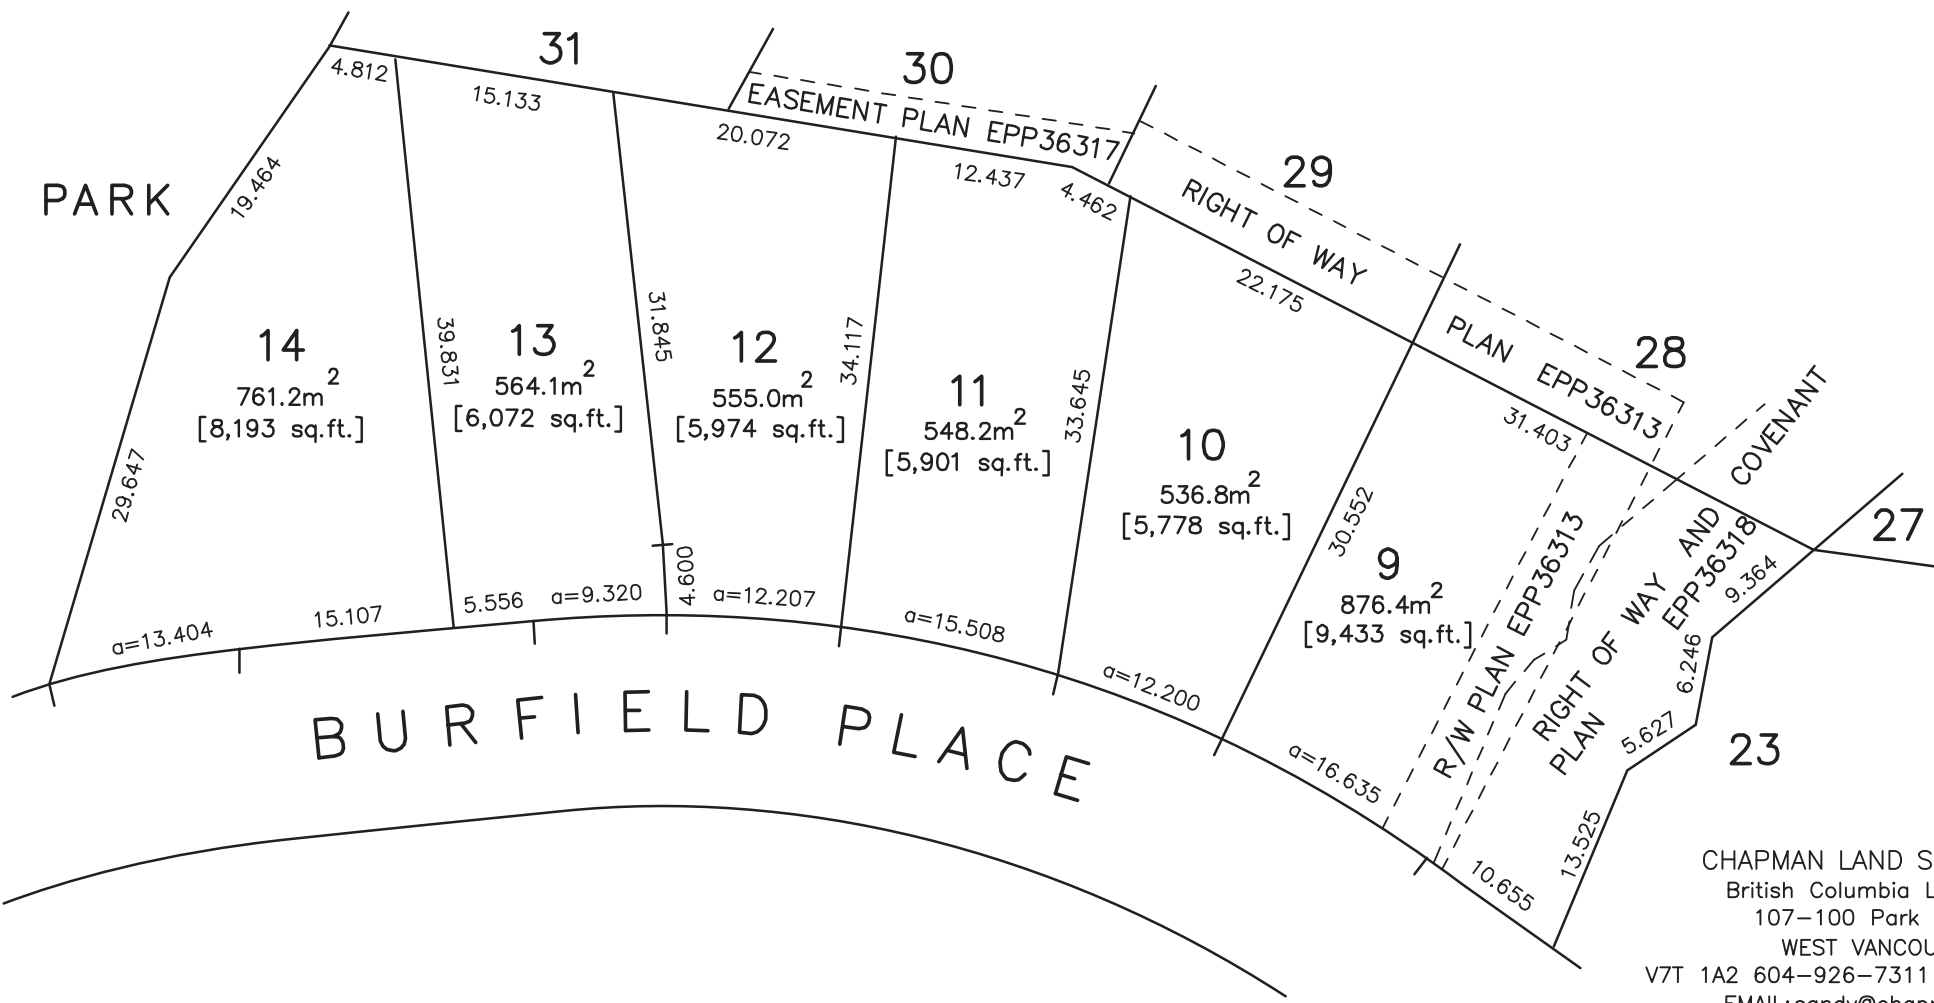 31
30
29
28
27
23
PARK
4.812
15.133
20.072
12.437
4.462
22.175
31.403
EASEMENT PLAN EPP36317
RIGHT OF WAY
PLAN EPP36313
COVENANT
RIGHT OF WAY AND
PLAN EPP36318
R/W PLAN EPP36313
19.464
29.647
14
761.2m2
[8,193 sq.ft.]
39.831
13
564.1m2
[6,072 sq.ft.]
31.845
4.600
12
555.0m2
[5,974 sq.ft.]
34.117
11
548.2m2
[5,901 sq.ft.]
33.645
10
536.8m2
[5,778 sq.ft.]
30.552
9
876.4m2
[9,433 sq.ft.]
9.364
6.246
5.627
13.525
a=13.404
15.107
5.556
a=9.320
a=12.207
a=15.508
a=12.200
a=16.635
10.655
BURFIELD PLACE
CHAPMAN LAND S
British Columbia L
107-100 Park
WEST VANCOU
V7T 1A2 604-926-7311
EMAIL:sandy@chap